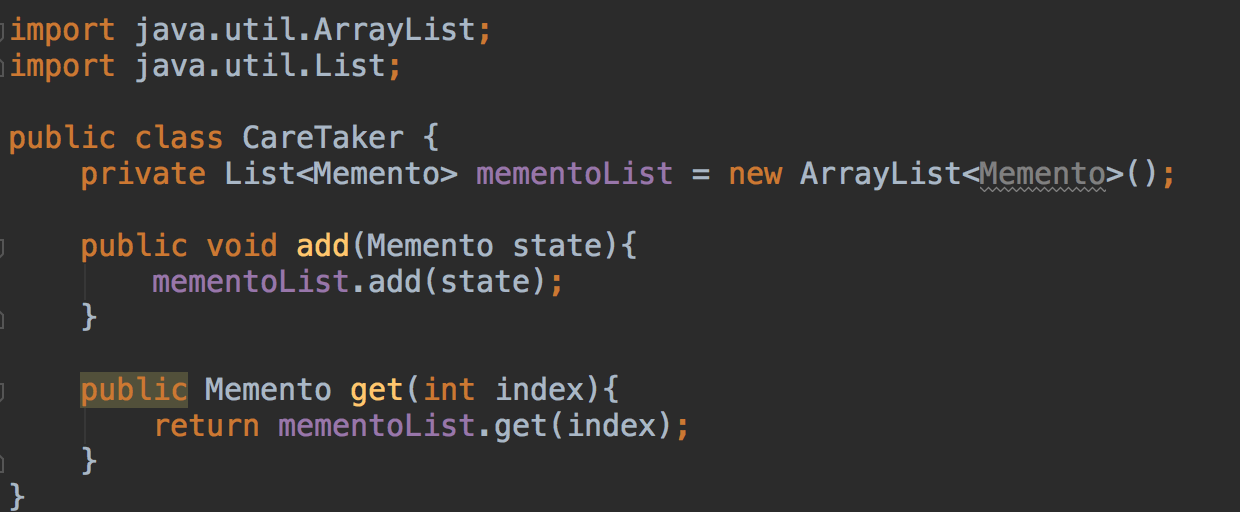 import java.util.ArrayList;
import java.util.List;

public class CareTaker {
    private List<Memento> mementoList = new ArrayList<Memento>();

    public void add(Memento state){
        mementoList.add(state);
    }

    public Memento get(int index){
        return mementoList.get(index);
    }
}